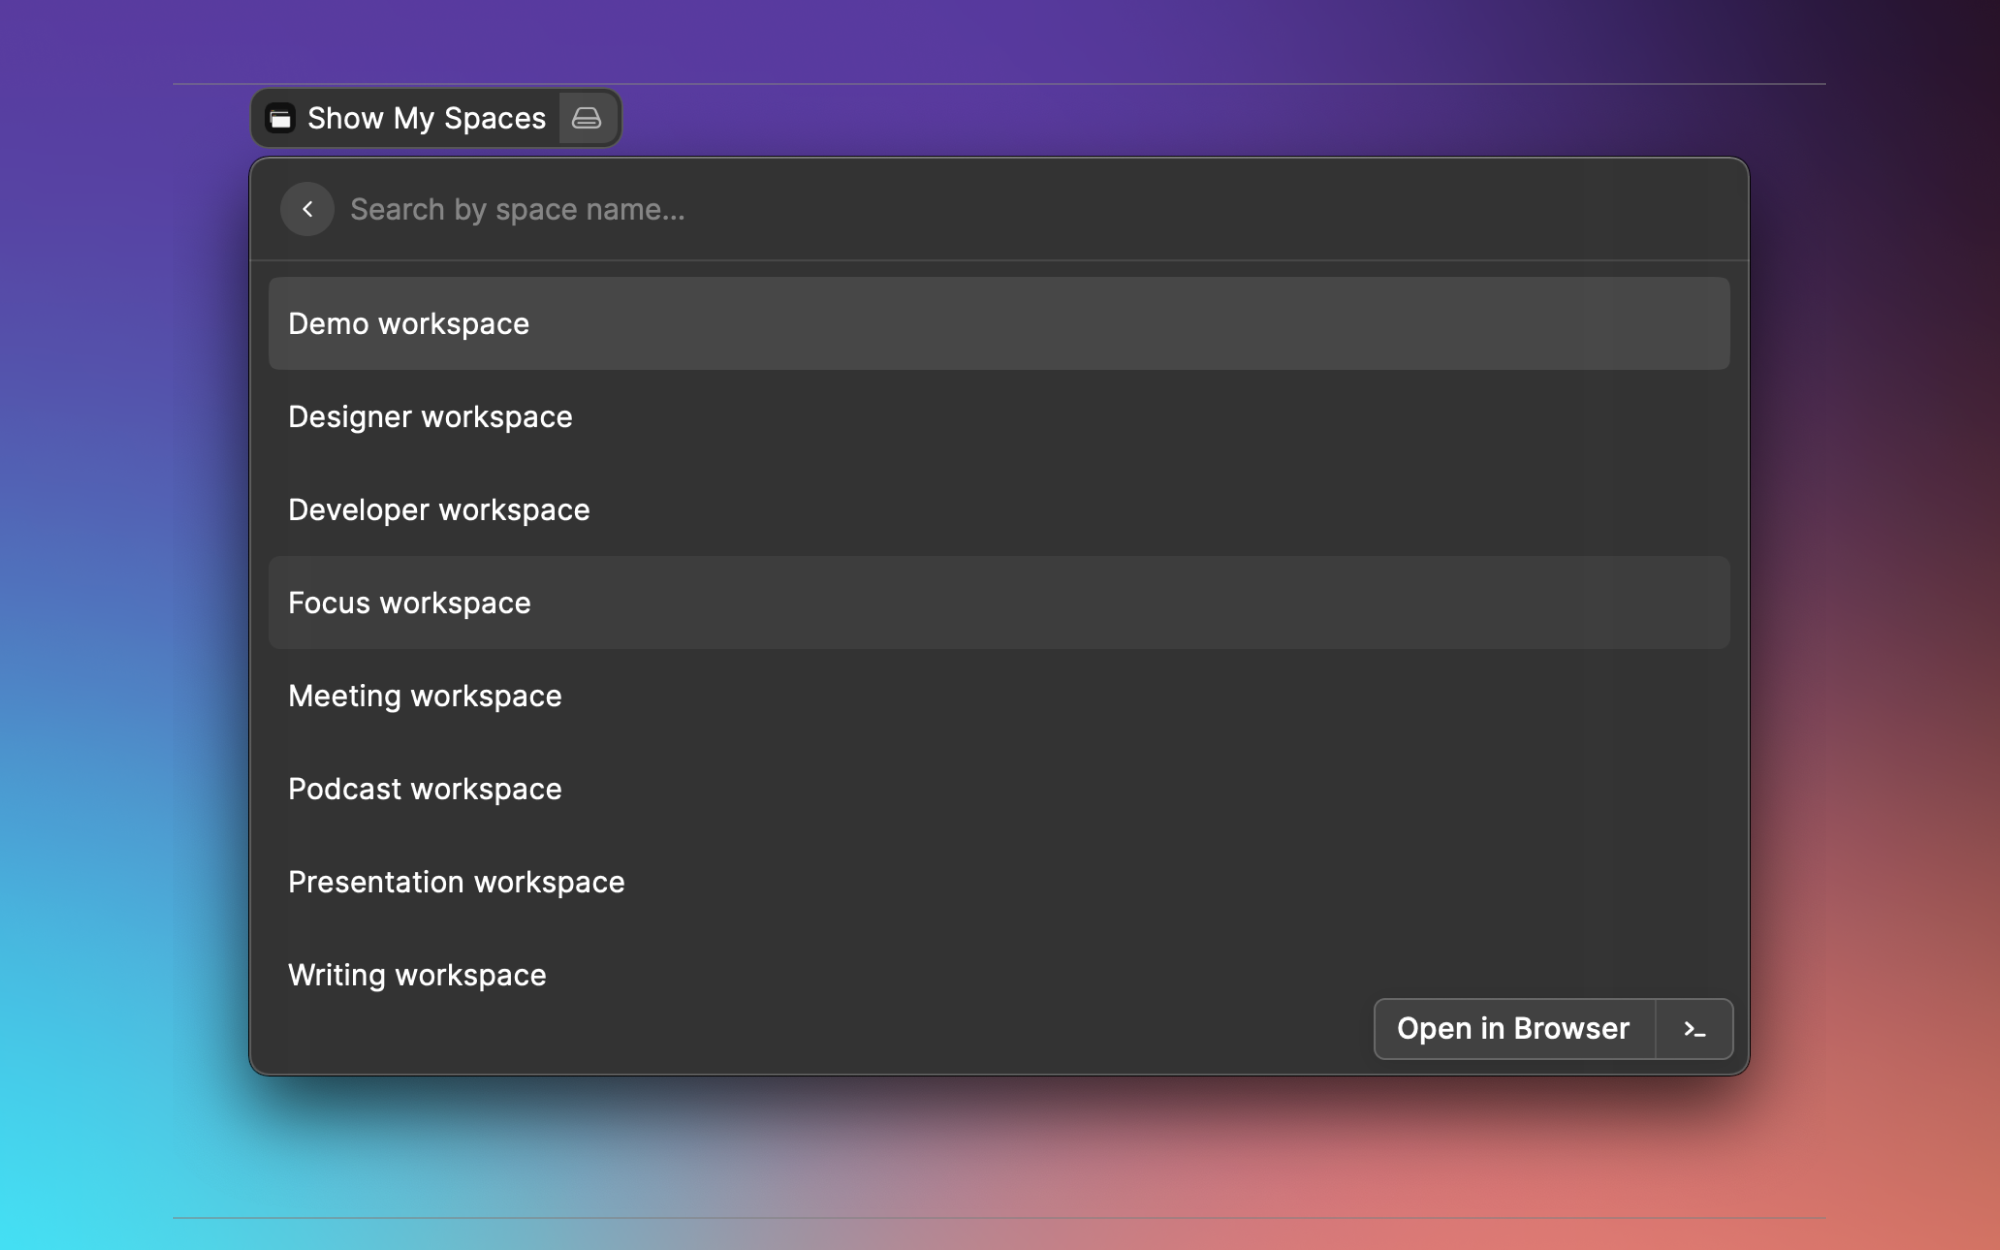 Show My Spaces
Search by space name...
Demo workspace
Designer workspace
Developer workspace
Focus workspace
Meeting workspace
Podcast workspace
Presentation workspace
Writing workspace
Open in Browser